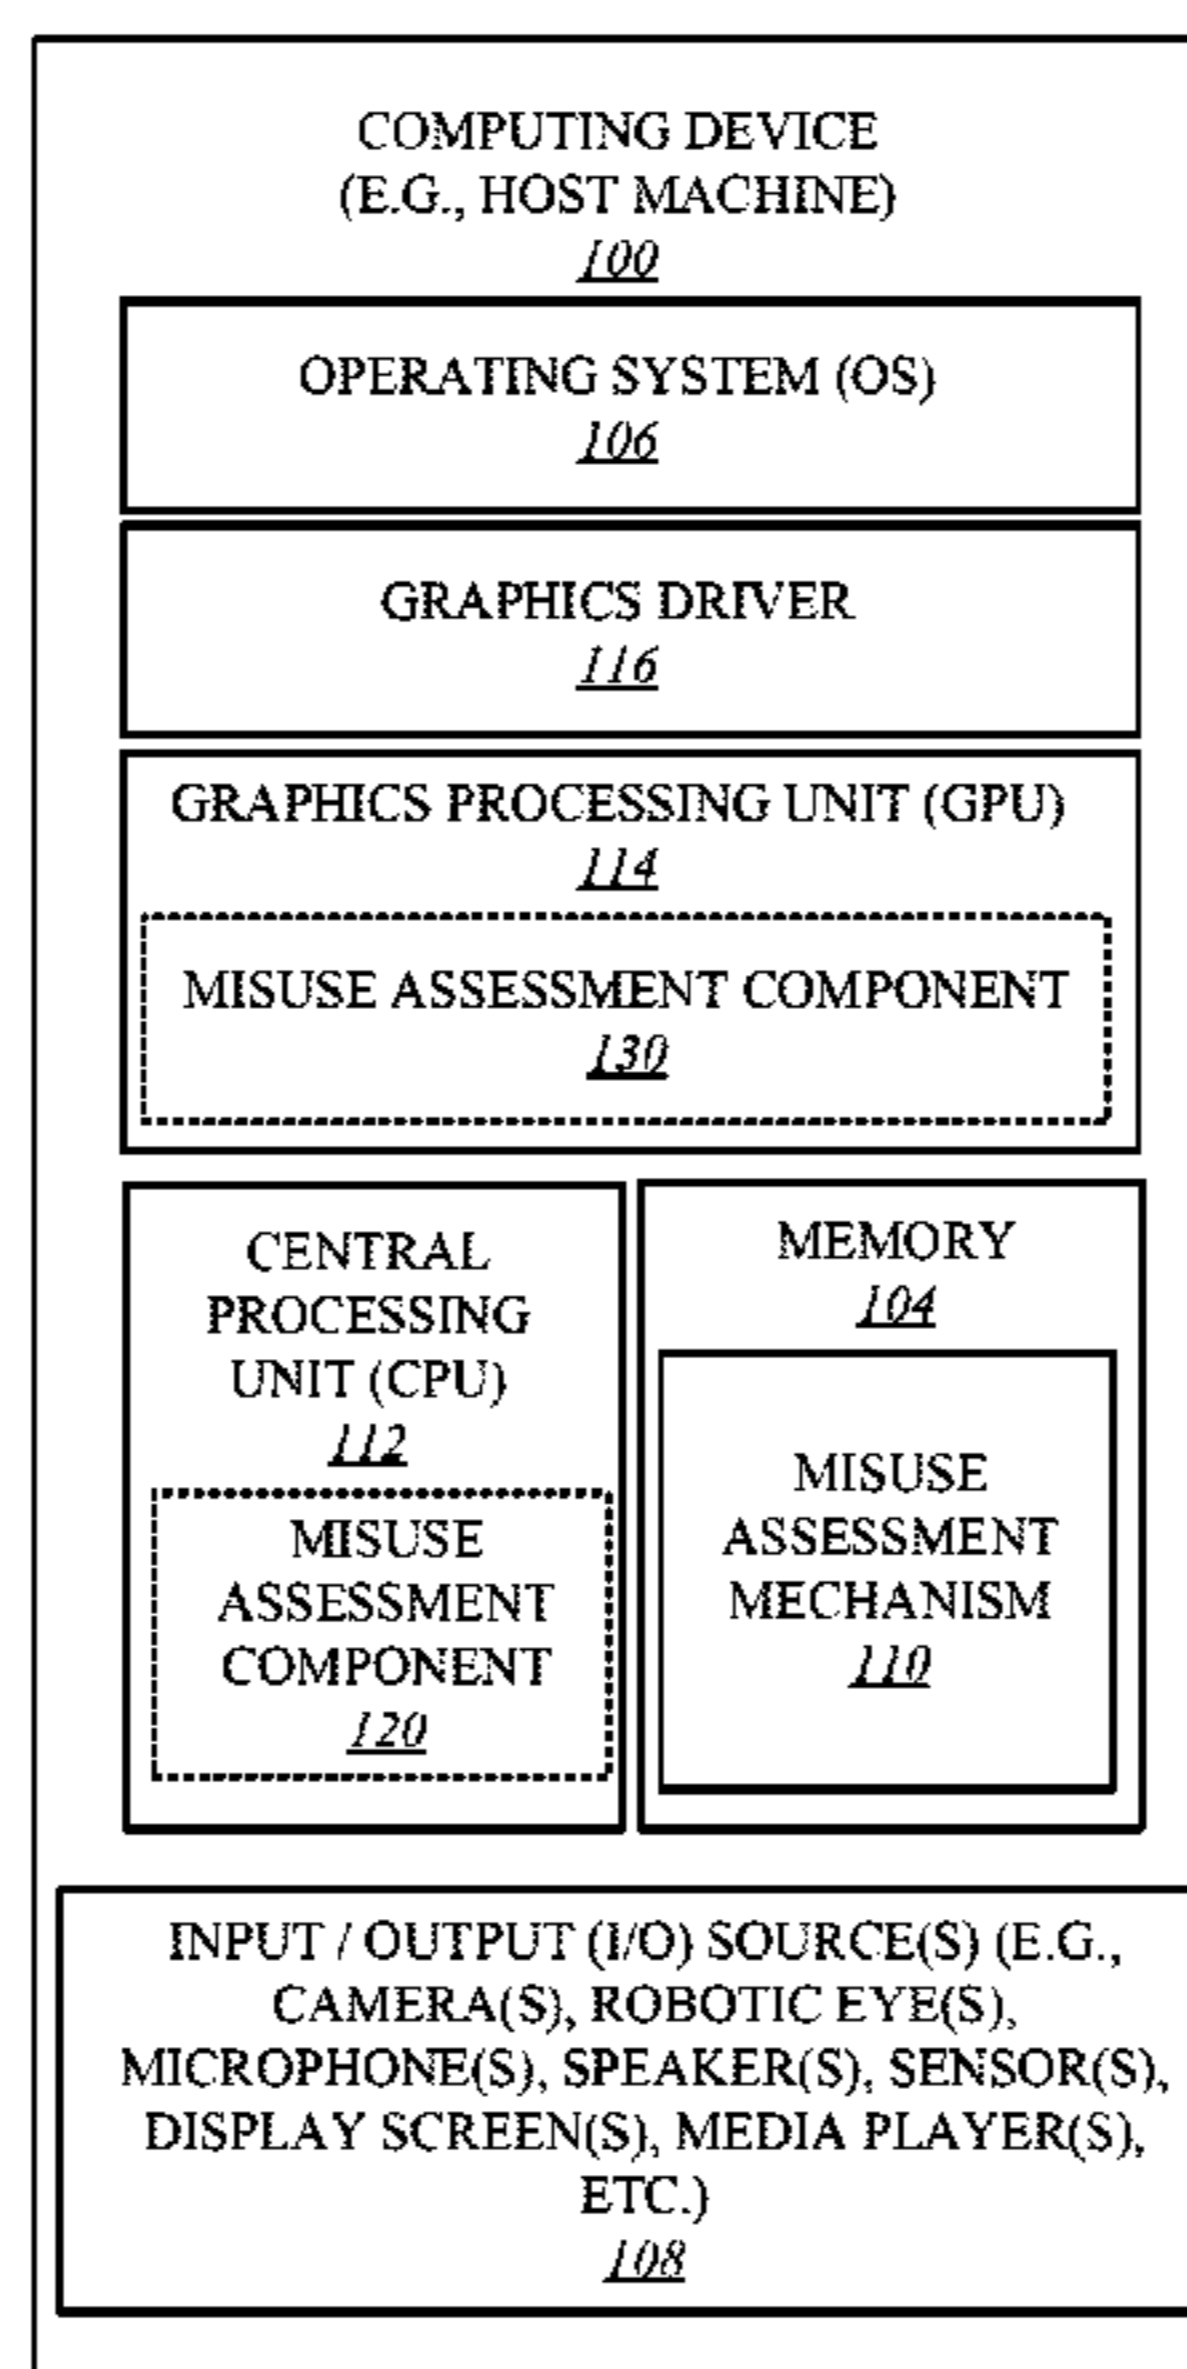 COMPUTING DEVICE
(E.G., HOST MACHINE)
100
OPERATING SYSTEM (OS)
106
GRAPHICS DRIVER
116
GRAPHICS PROCESSING UNIT (GPU)
114
MISUSE ASSESSMENT COMPONENT
130
CENTRAL
PROCESSING
UNIT (CPU)
112
MISUSE
ASSESSMENT
COMPONENT
120
MEMORY
104
MISUSE
ASSESSMENT
MECHANISM
110
INPUT / OUTPUT (I/O) SOURCE(S) (E.G.,
CAMERA(S), ROBOTIC EYE(S),
MICROPHONE(S), SPEAKER(S), SENSOR(S),
DISPLAY SCREEN(S), MEDIA PLAYER(S),
ETC.)
108